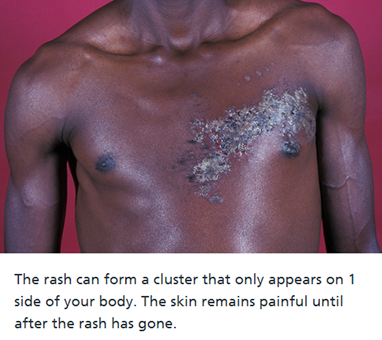 The rash can form a cluster that only appears on 1
side of your body. The skin remains painful until
after the rash has gone.